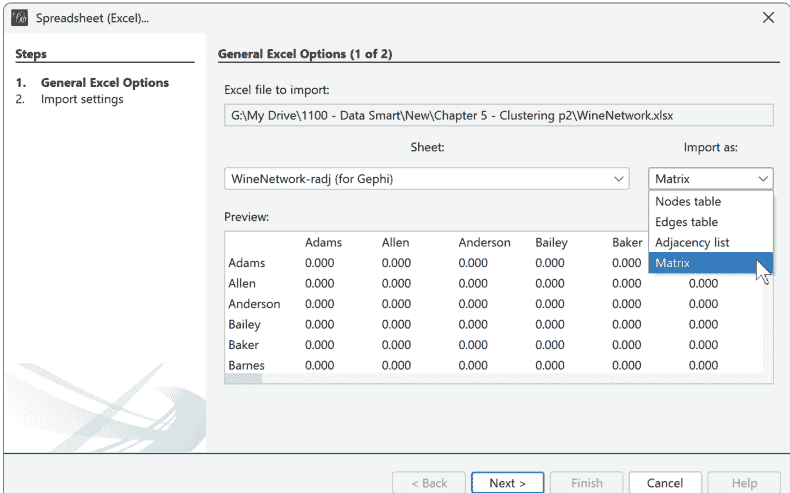 Spreadsheet (Excel)...
Steps
1. General Excel Options
2. Import settings
General Excel Options (1 of 2)
Excel file to import:
G:\My Drive\1100 - Data Smart\New\Chapter 5 - Clustering p2\WineNetwork.xlsx
Sheet: Import as:
WineNetwork-radj (for Gephi) Matrix
Nodes table
Edges table
Adjacency list
Matrix
Preview:
Adams Allen Anderson Bailey Baker
Adams 0.000 0.000 0.000 0.000 0.000
Allen 0.000 0.000 0.000 0.000 0.000 0.000
Anderson 0.000 0.000 0.000 0.000 0.000 0.000
Bailey 0.000 0.000 0.000 0.000 0.000 0.000
Baker 0.000 0.000 0.000 0.000 0.000 0.000
Barnes 0.000 0.000 0.000 0.000 0.000 0.000
< Back Next > Finish Cancel Help